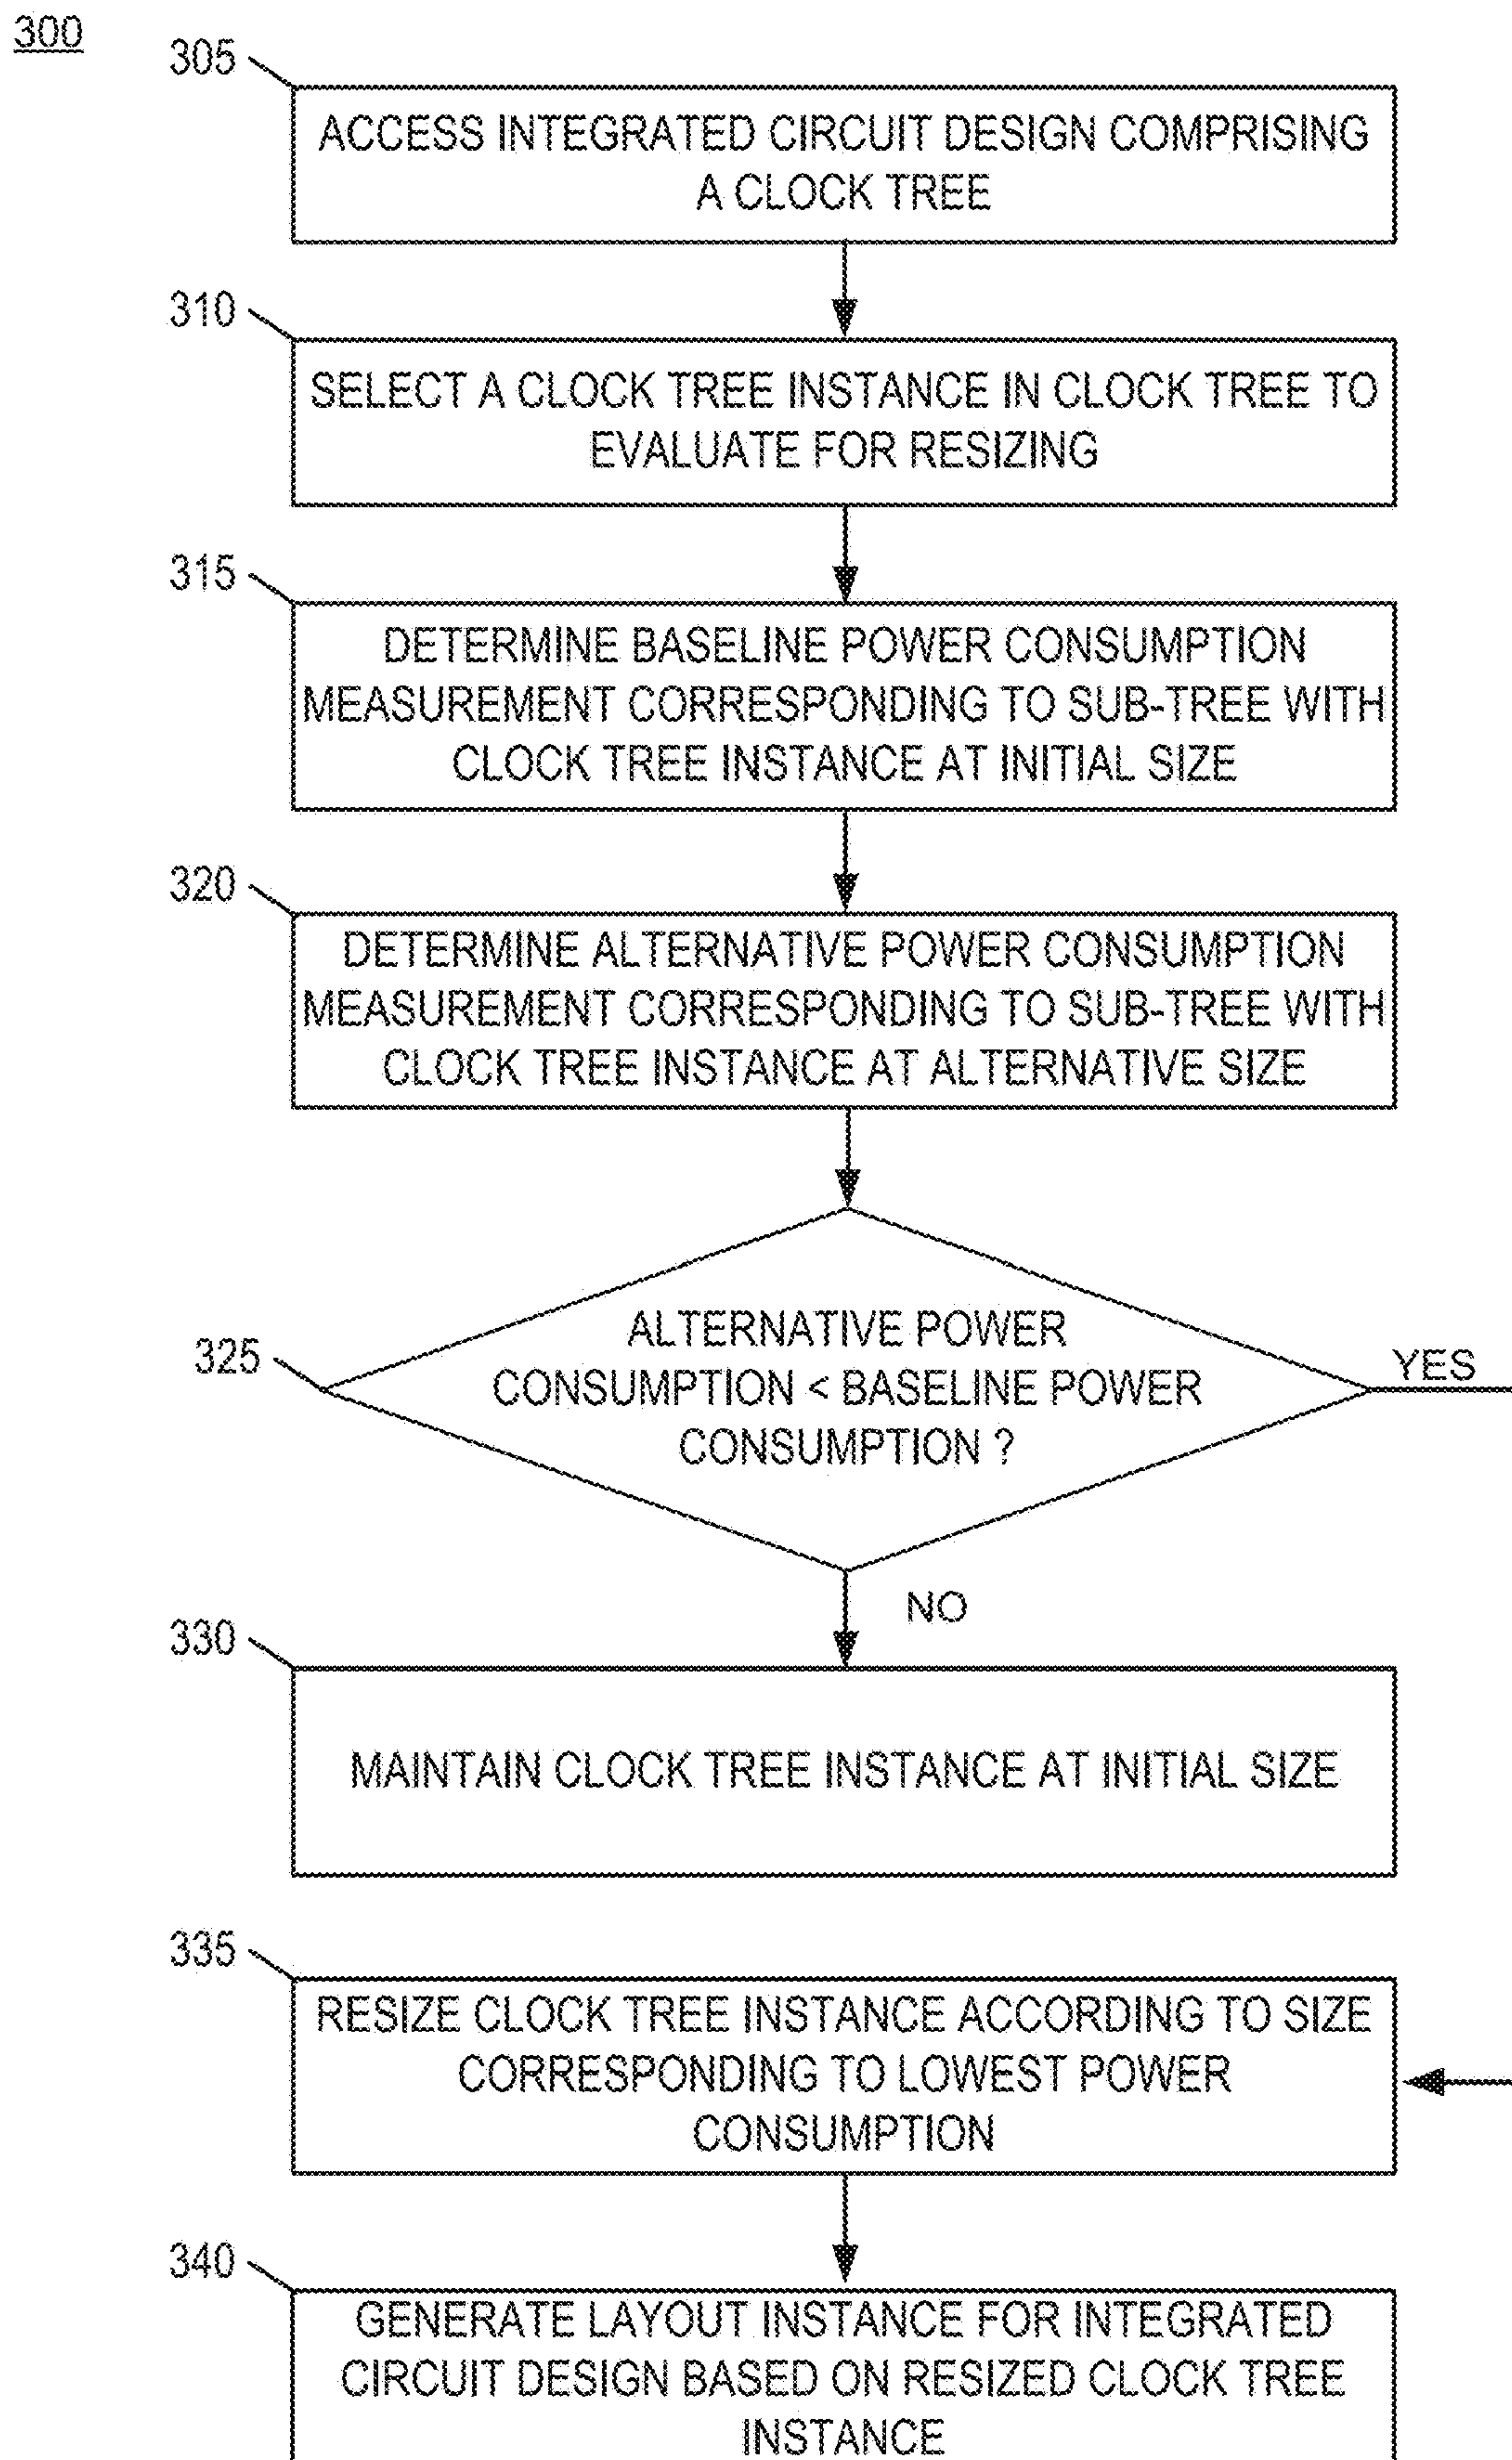 300
305
ACCESS INTEGRATED CIRCUIT DESIGN COMPRISING
A CLOCK TREE
310
SELECT A CLOCK TREE INSTANCE IN CLOCK TREE TO
EVALUATE FOR RESIZING
315
DETERMINE BASELINE POWER CONSUMPTION
MEASUREMENT CORRESPONDING TO SUB-TREE WITH
CLOCK TREE INSTANCE AT INITIAL SIZE
320
DETERMINE ALTERNATIVE POWER CONSUMPTION
MEASUREMENT CORRESPONDING TO SUB-TREE WITH
CLOCK TREE INSTANCE AT ALTERNATIVE SIZE
325
ALTERNATIVE POWER
CONSUMPTION < BASELINE POWER
CONSUMPTION ?
YES
NO
330
MAINTAIN CLOCK TREE INSTANCE AT INITIAL SIZE
335
RESIZE CLOCK TREE INSTANCE ACCORDING TO SIZE
CORRESPONDING TO LOWEST POWER
CONSUMPTION
340
GENERATE LAYOUT INSTANCE FOR INTEGRATED
CIRCUIT DESIGN BASED ON RESIZED CLOCK TREE
INSTANCE